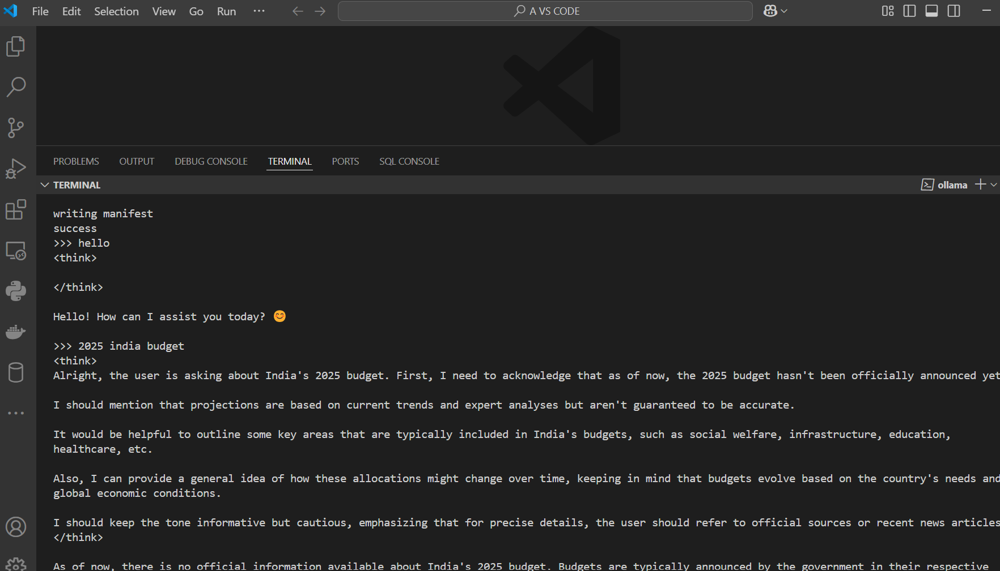 File Edit Selection View Go Run ··· A VS CODE
PROBLEMS OUTPUT DEBUG CONSOLE TERMINAL PORTS SQL CONSOLE
TERMINAL ollama
writing manifest
success
>>> hello
<think>
</think>
Hello! How can I assist you today? 😊
>>> 2025 india budget
<think>
Alright, the user is asking about India's 2025 budget. First, I need to acknowledge that as of now, the 2025 budget hasn't been officially announced yet
I should mention that projections are based on current trends and expert analyses but aren't guaranteed to be accurate.
It would be helpful to outline some key areas that are typically included in India's budgets, such as social welfare, infrastructure, education,
healthcare, etc.
Also, I can provide a general idea of how these allocations might change over time, keeping in mind that budgets evolve based on the country's needs and
global economic conditions.
I should keep the tone informative but cautious, emphasizing that for precise details, the user should refer to official sources or recent news articles
</think>
As of now, there is no official information available about India's 2025 budget. Budgets are typically announced by the government in their respective